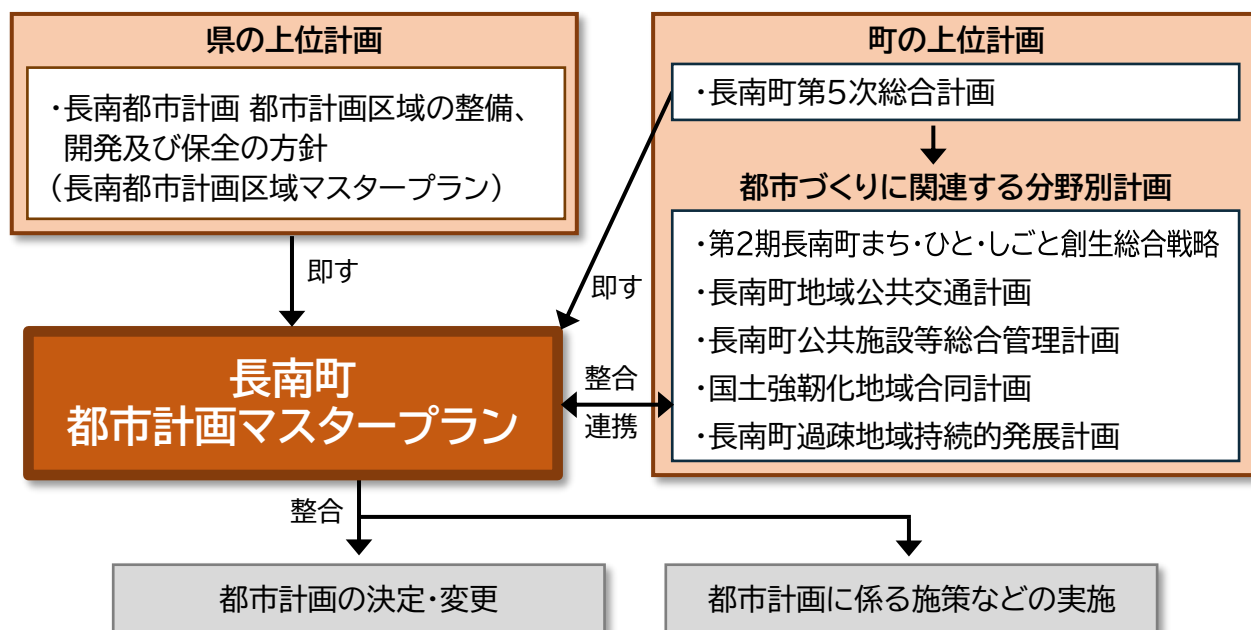 県の上位計画
・長南都市計画 都市計画区域の整備、
開発及び保全の方針
（長南都市計画区域マスタープラン）
町の上位計画
・長南町第5次総合計画
都市づくりに関連する分野別計画
・第2期長南町まち・ひと・しごと創生総合戦略
・長南町地域公共交通計画
・長南町公共施設等総合管理計画
・国土強靱化地域合同計画
・長南町過疎地域持続的発展計画
即す
即す
長南町
都市計画マスタープラン
整合
連携
整合
都市計画の決定・変更
都市計画に係る施策などの実施